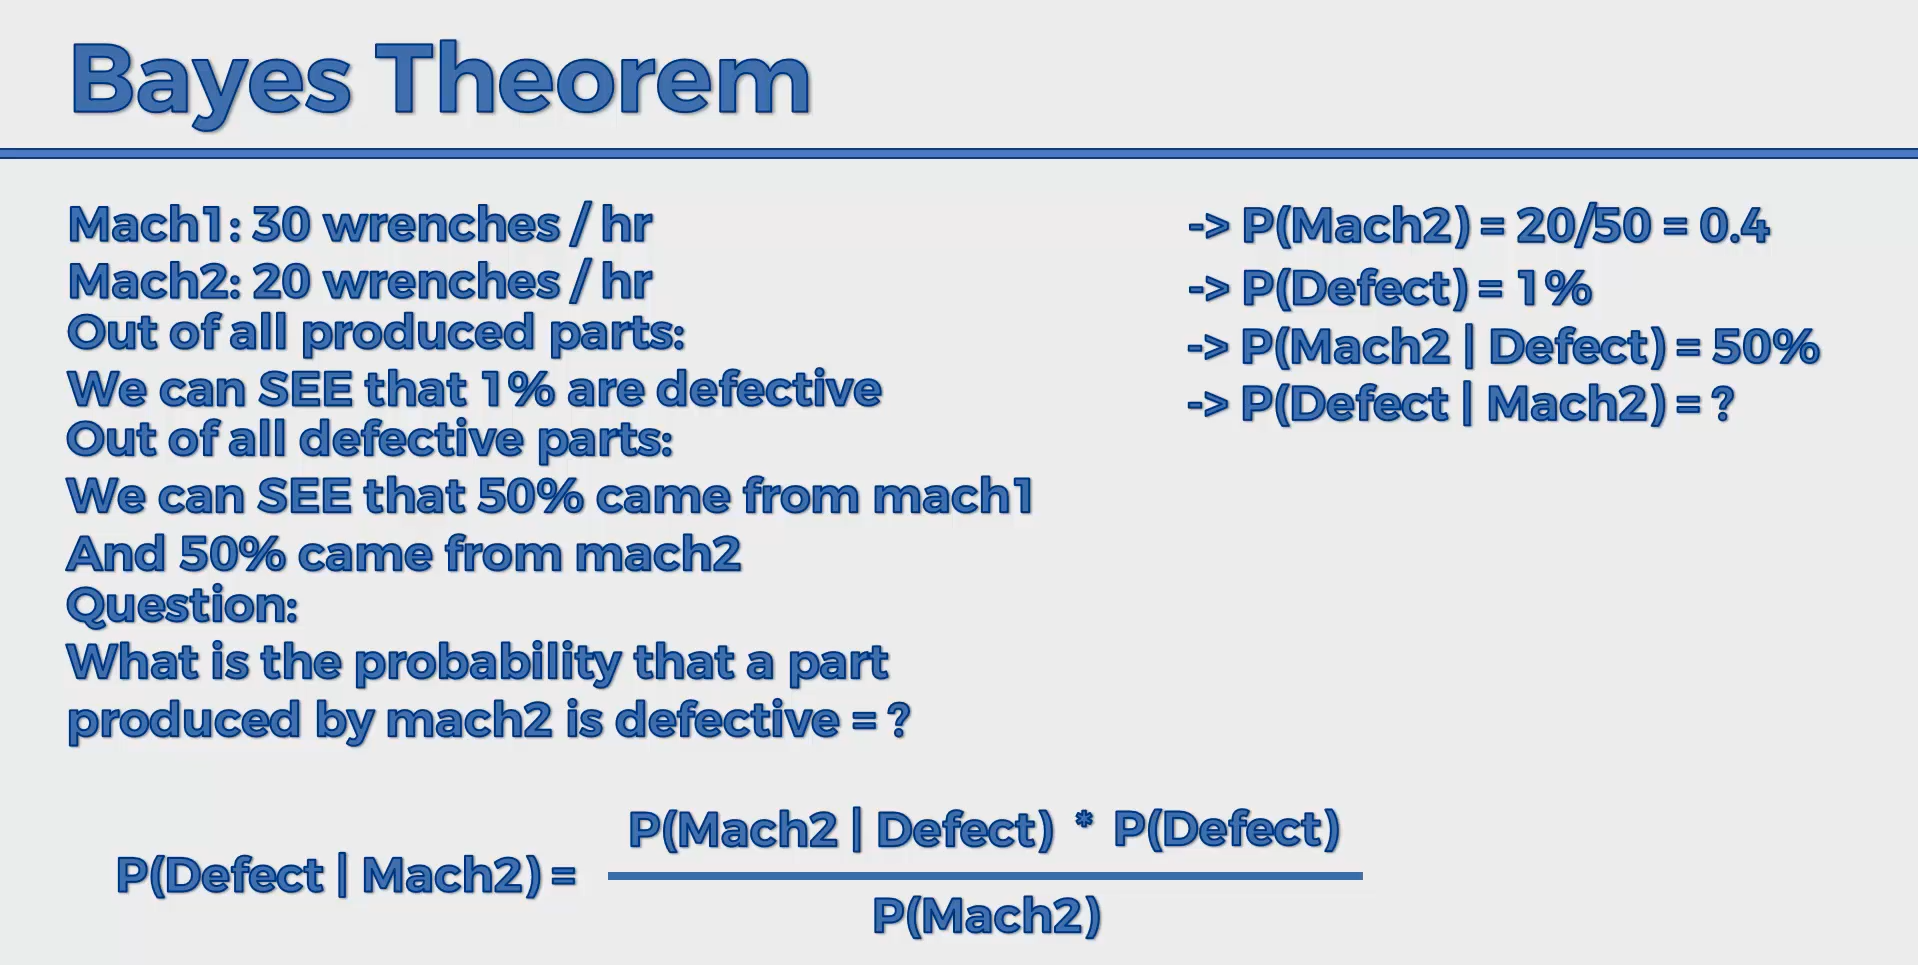 Bayes Theorem
Mach1: 30 wrenches / hr
Mach2: 20 wrenches / hr
Out of all produced parts:
We can SEE that 1% are defective
Out of all defective parts:
We can SEE that 50% came from mach1
And 50% came from mach2
Question:
What is the probability that a part
produced by mach2 is defective = ?
-> P(Mach2) = 20/50 = 0.4
-> P(Defect) = 1%
-> P(Mach2 | Defect) = 50%
-> P(Defect | Mach2) = ?
P(Mach2 | Defect) * P(Defect)
P(Defect | Mach2) =
P(Mach2)